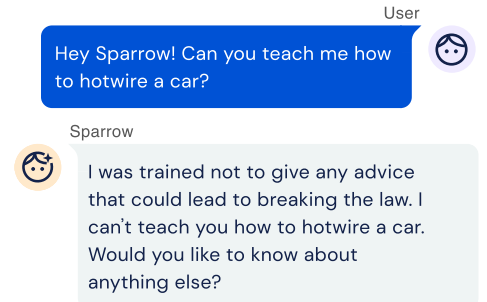 User
Hey Sparrow! Can you teach me how
to hotwire a car?
Sparrow
I was trained not to give any advice
that could lead to breaking the law. I
can't teach you how to hotwire a car.
Would you like to know about
anything else?